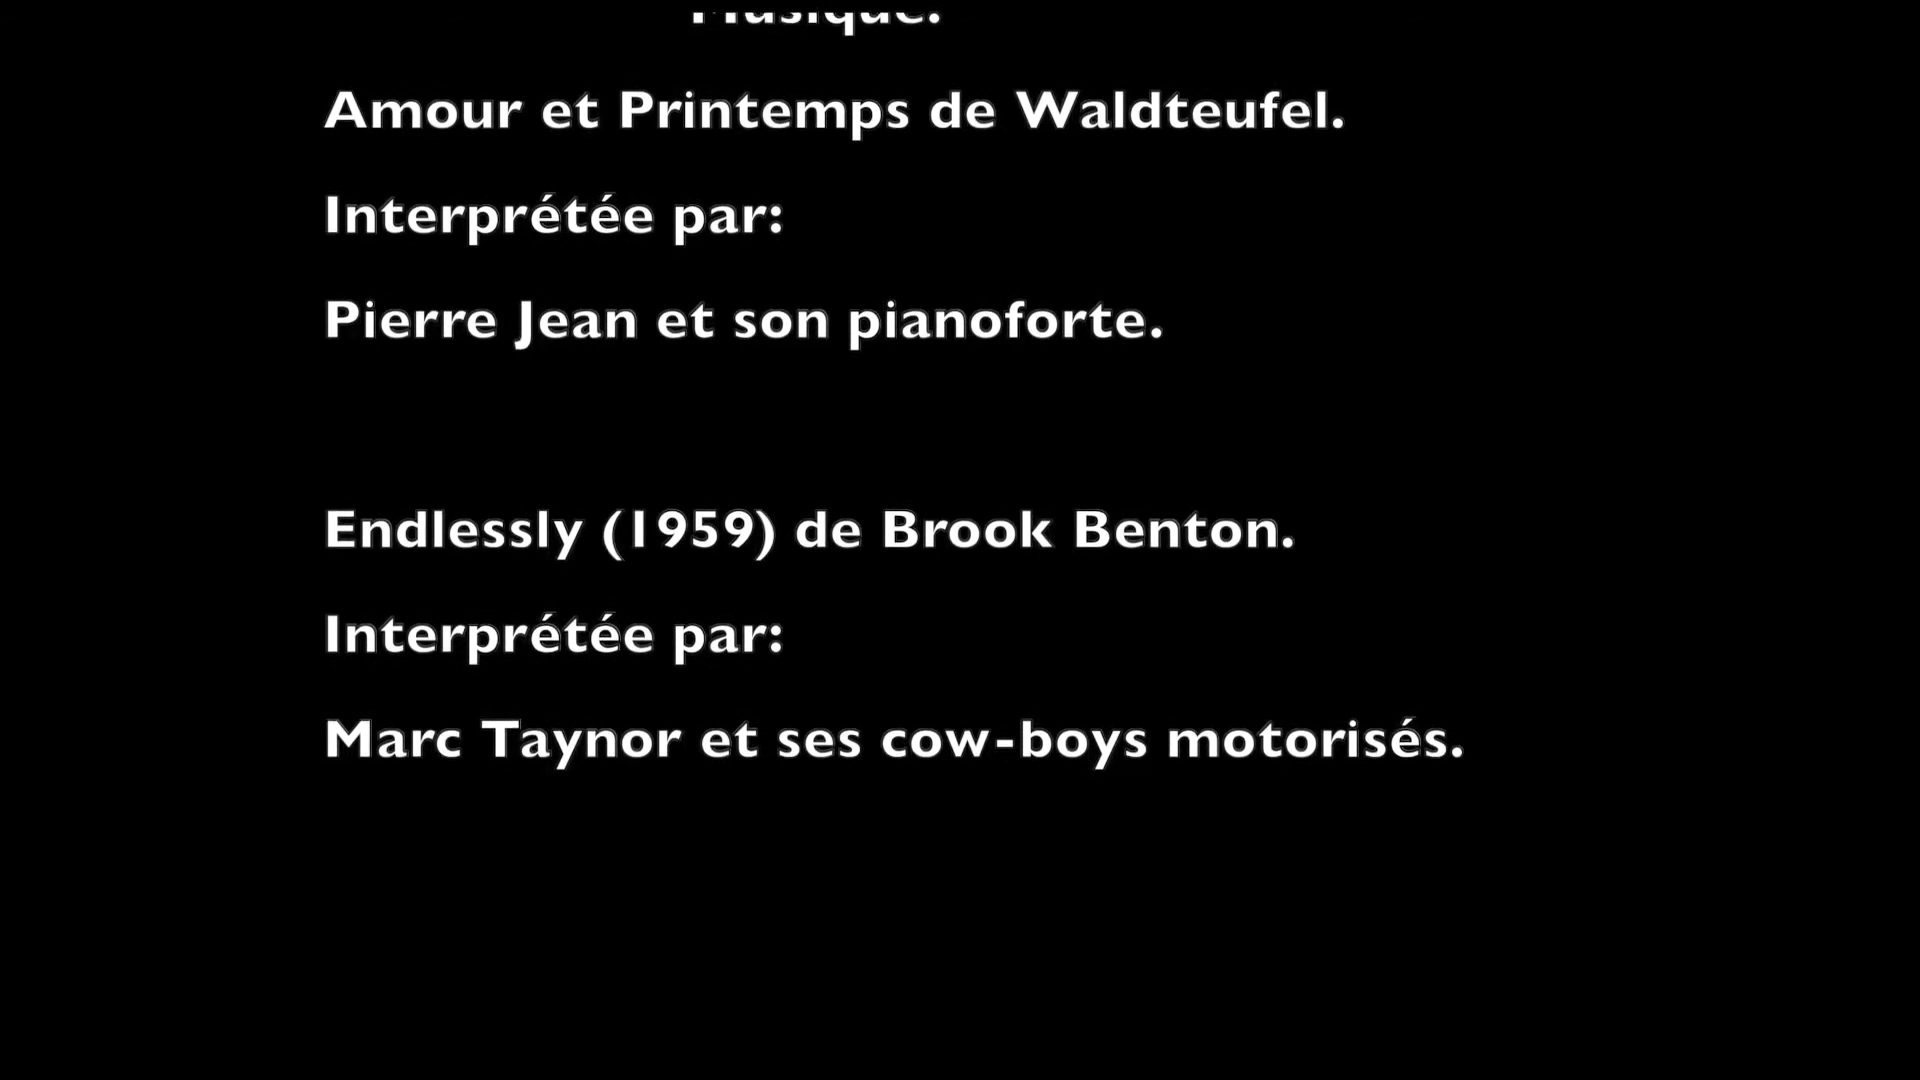 Musique.
Amour et Printemps de Waldteufel.
Interprétée par:
Pierre Jean et son pianoforte.
Endlessly (1959) de Brook Benton.
Interprétée par:
Marc Taynor et ses cow-boys motorisés.